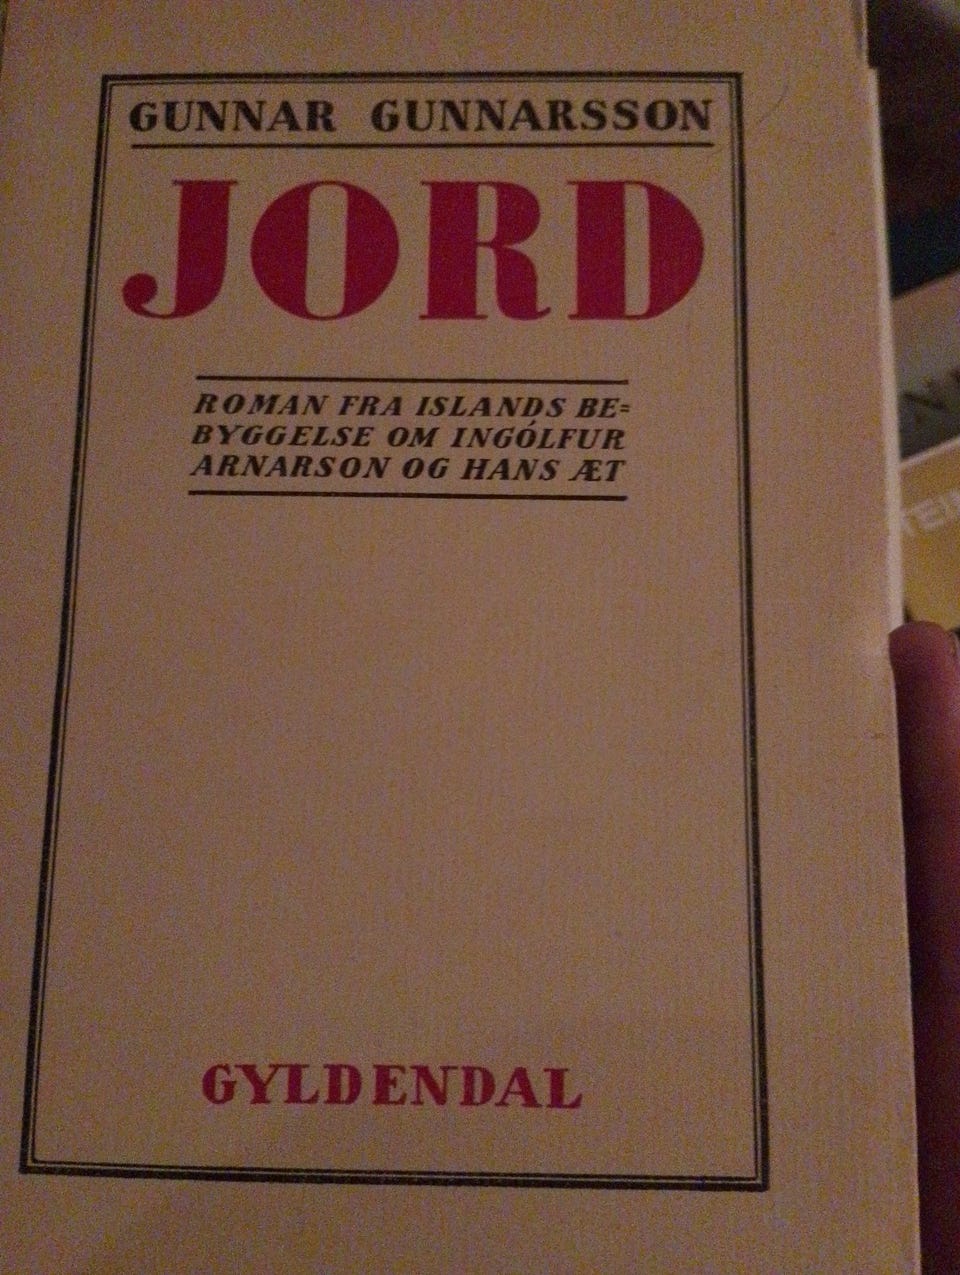 GUNNAR GUNNARSSON
JORD
ROMAN FRA ISLANDS BE=
BYGGELSE OM INGÓLFUR
ARNARSON OG HANS ÆT
GYLDENDAL